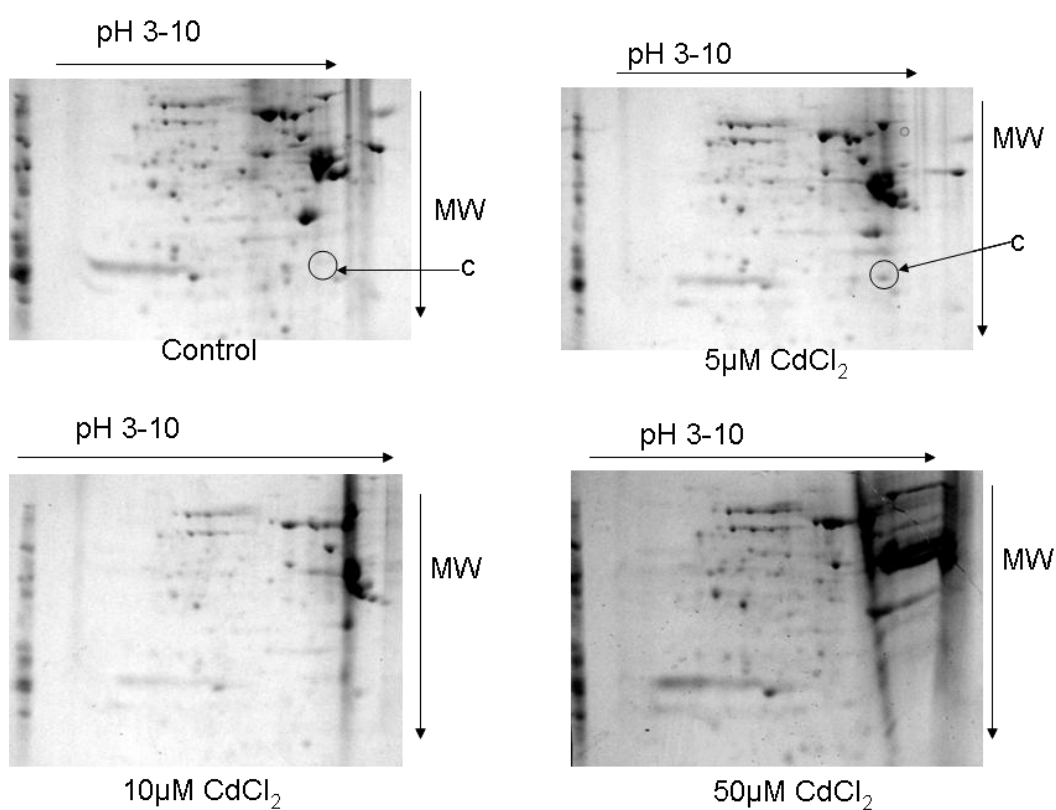 pH 3-10
MW
c
Control
pH 3-10
MW
c
5µM CdCl₂
pH 3-10
MW
10µM CdCl₂
pH 3-10
MW
50µM CdCl₂